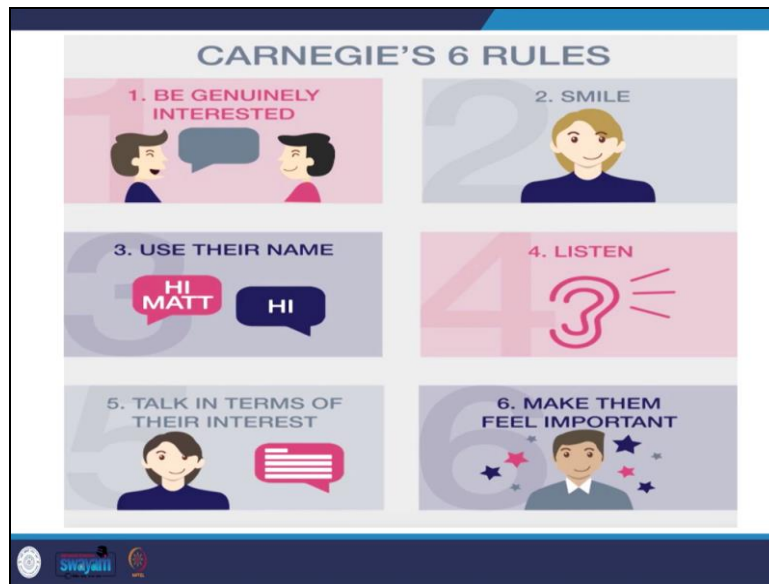 CARNEGIE'S 6 RULES
1. BE GENUINELY
INTERESTED
2. SMILE
3. USE THEIR NAME
HI
MATT
HI
4. LISTEN
5. TALK IN TERMS OF
THEIR INTEREST
6. MAKE THEM
FEEL IMPORTANT
swayam